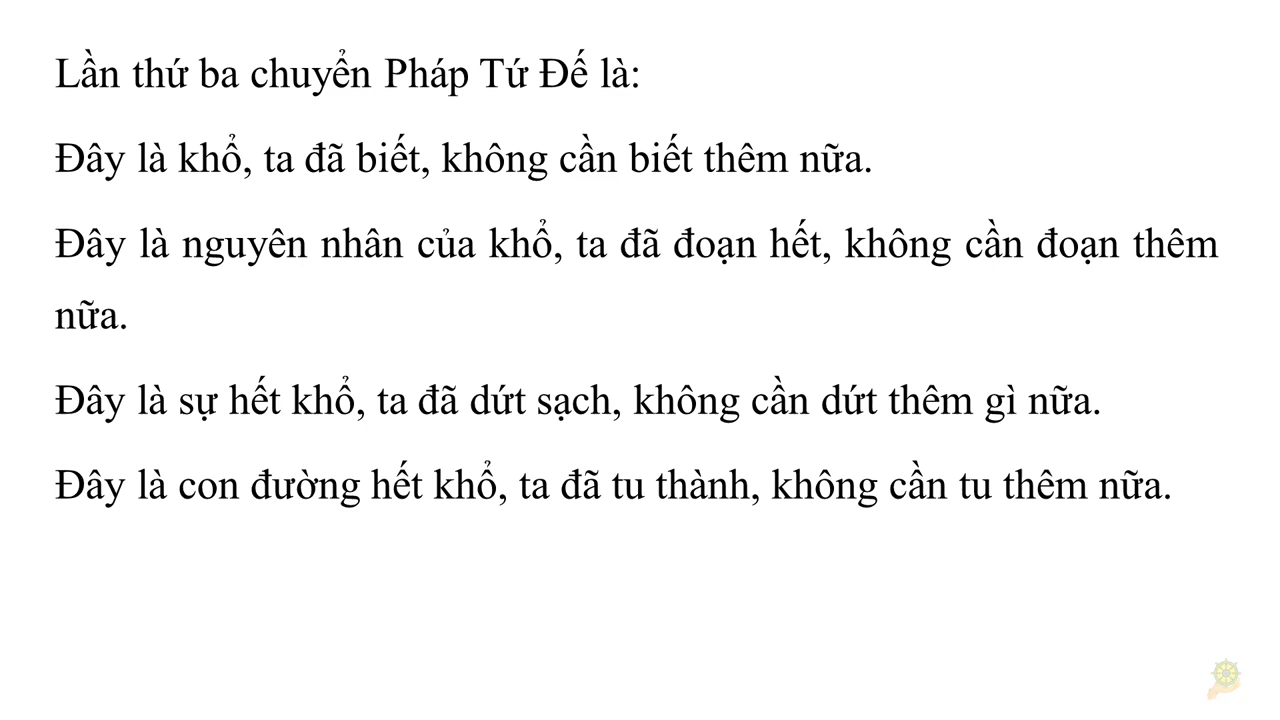 Lần thứ ba chuyển Pháp Tứ Đế là:
Đây là khổ, ta đã biết, không cần biết thêm nữa.
Đây là nguyên nhân của khổ, ta đã đoạn hết, không cần đoạn thêm
nữa.
Đây là sự hết khổ, ta đã dứt sạch, không cần dứt thêm gì nữa.
Đây là con đường hết khổ, ta đã tu thành, không cần tu thêm nữa.